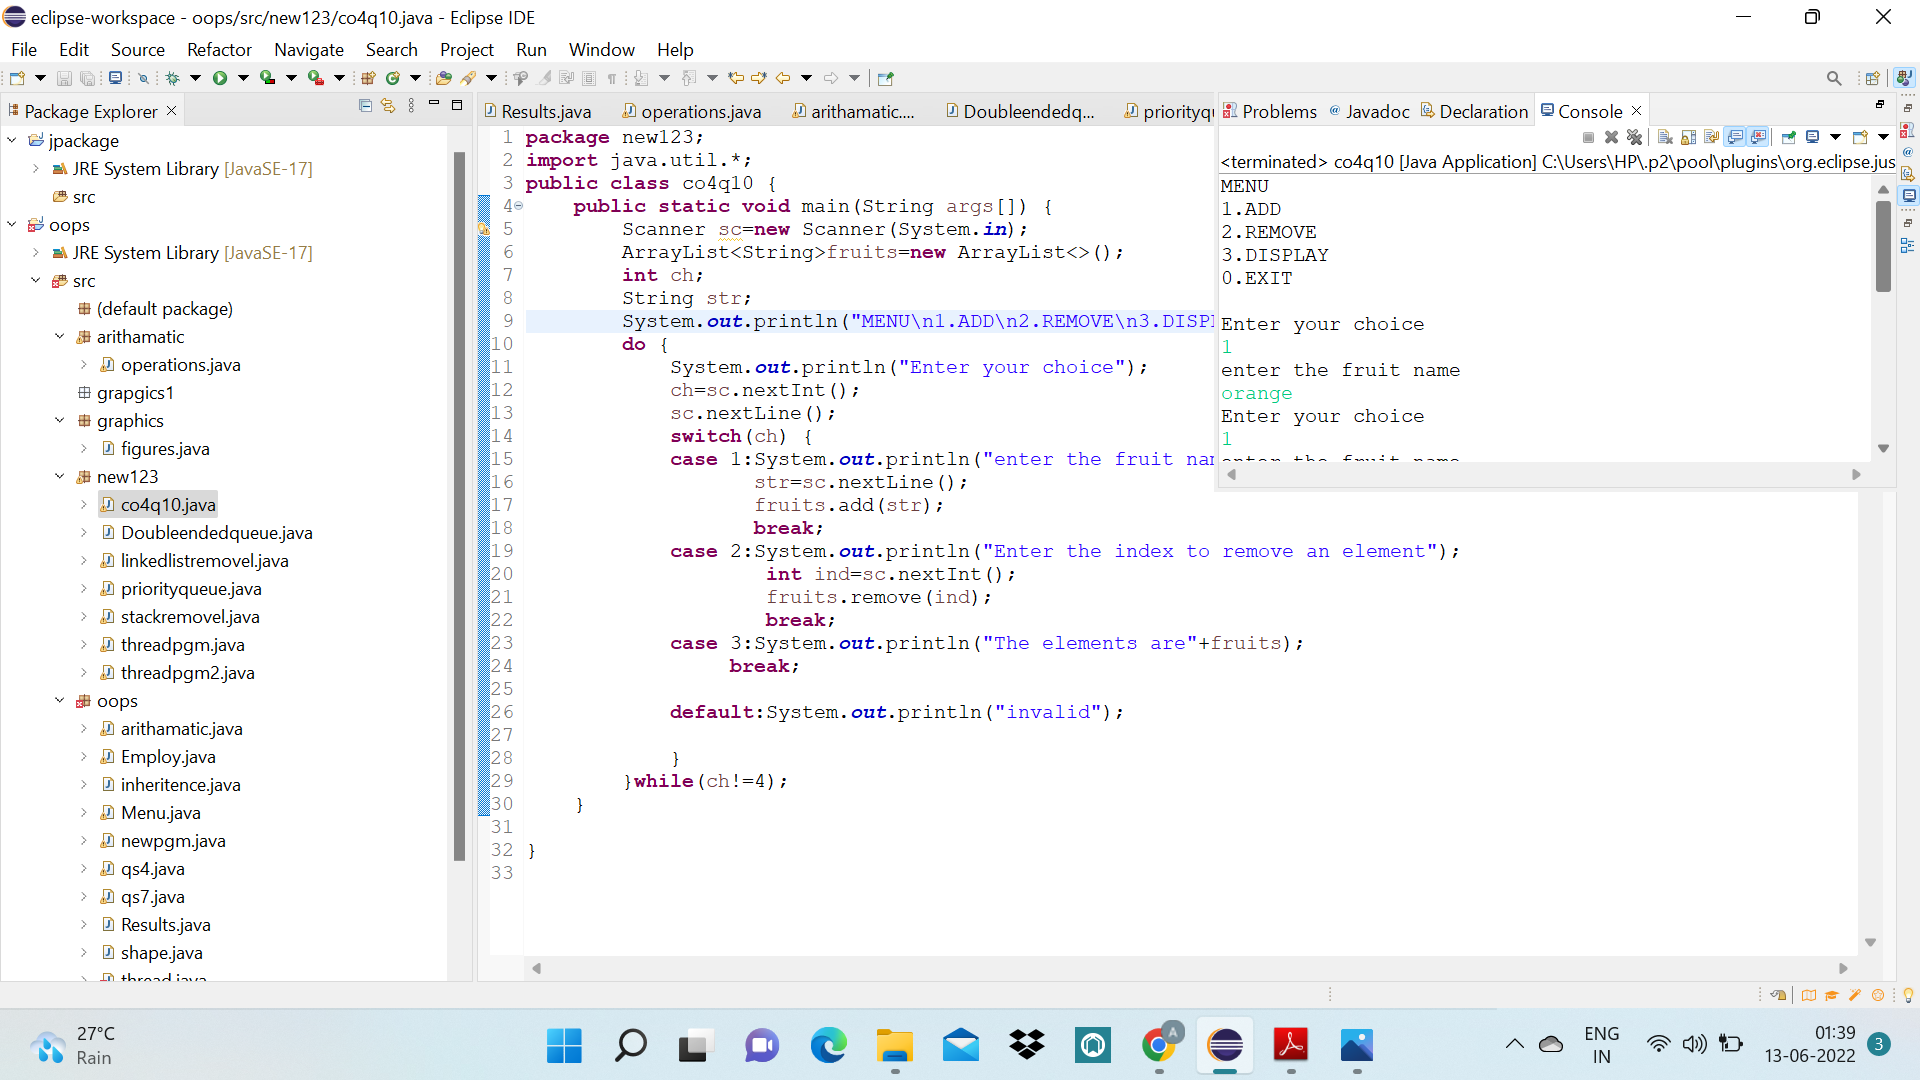 eclipse-workspace - oops/src/new123/co4q10.java - Eclipse IDE
File Edit Source Refactor Navigate Search Project Run Window Help
Package Explorer
jpackage
JRE System Library [JavaSE-17]
src
oops
JRE System Library [JavaSE-17]
src
(default package)
arithamatic
operations.java
grapgics1
graphics
figures.java
new123
co4q10.java
Doubleendedqueue.java
linkedlistremovel.java
priorityqueue.java
stackremovel.java
threadpgm.java
threadpgm2.java
oops
arithamatic.java
Employ.java
inheritence.java
Menu.java
newpgm.java
qs4.java
qs7.java
Results.java
shape.java
thread.java
Results.java operations.java arithamatic.... Doubleendedq... priorityqu
1 package new123;
2 import java.util.*;
3 public class co4q10 {
4 public static void main(String args[]) {
5 Scanner sc=new Scanner(System.in);
6 ArrayList<String>fruits=new ArrayList<>();
7 int ch;
8 String str;
9 System.out.println("MENU\n1.ADD\n2.REMOVE\n3.DISPL
10 do {
11 System.out.println("Enter your choice");
12 ch=sc.nextInt();
13 sc.nextLine();
14 switch(ch) {
15 case 1:System.out.println("enter the fruit nam
16 str=sc.nextLine();
17 fruits.add(str);
18 break;
19 case 2:System.out.println("Enter the index to remove an element");
20 int ind=sc.nextInt();
21 fruits.remove(ind);
22 break;
23 case 3:System.out.println("The elements are"+fruits);
24 break;
25
26 default:System.out.println("invalid");
27
28 }
29 }while(ch!=4);
30 }
31
32 }
33
Problems Javadoc Declaration Console
<terminated> co4q10 [Java Application] C:\Users\HP\.p2\pool\plugins\org.eclipse.jus
MENU
1.ADD
2.REMOVE
3.DISPLAY
0.EXIT
Enter your choice
1
enter the fruit name
orange
Enter your choice
1
enter the fruit name
27°C
Rain
A
ENG
IN
01:39
13-06-2022
3